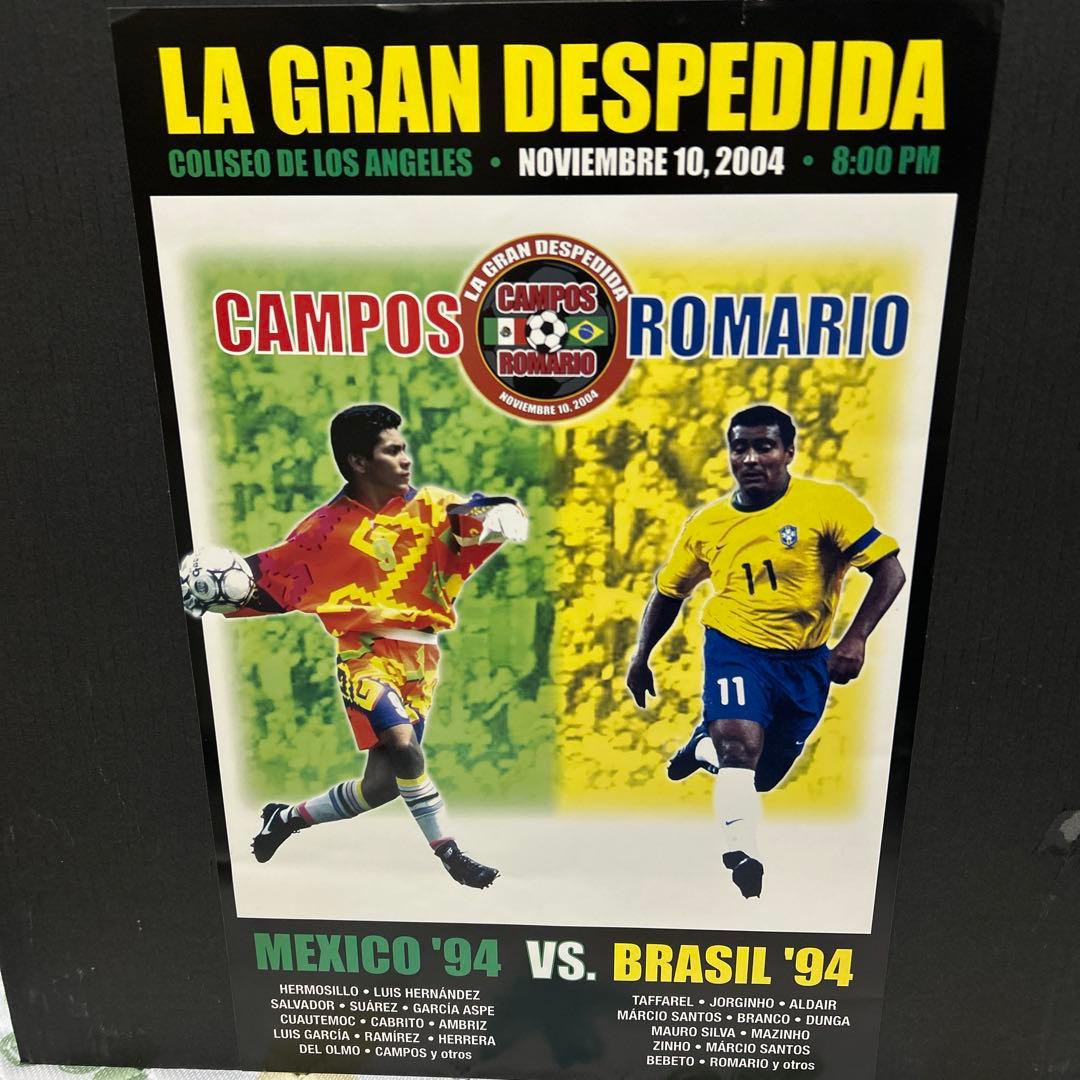 LA GRAN DESPEDIDA
COLISEO DE LOS ANGELES • NOVIEMBRE 10, 2004 • 8:00 PM
LA GRAN DESPEDIDA
CAMPOS
ROMARIO
NOVIEMBRE 10, 2004
CAMPOS
ROMARIO
9
11
11
MEXICO '94 VS. BRASIL '94
HERMOSILLO • LUIS HERNÁNDEZ
SALVADOR • SUÁREZ • GARCÍA ASPE
CUAUTEMOC • CABRITO • AMBRIZ
LUIS GARCÍA • RAMÍREZ • HERRERA
DEL OLMO • CAMPOS y otros
TAFFAREL • JORGINHO • ALDAIR
MÁRCIO SANTOS • BRANCO • DUNGA
MAURO SILVA • MAZINHO
ZINHO • MÁRCIO SANTOS
BEBETO • ROMARIO y otros